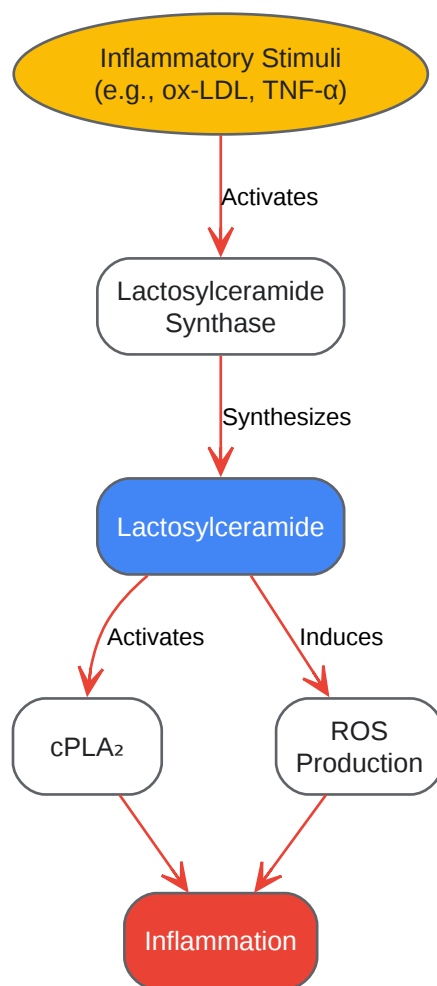 Inflammatory Stimuli
(e.g., ox-LDL, TNF-α)
Activates
Lactosylceramide
Synthase
Synthesizes
Lactosylceramide
Activates
Induces
cPLA₂
ROS
Production
Inflammation